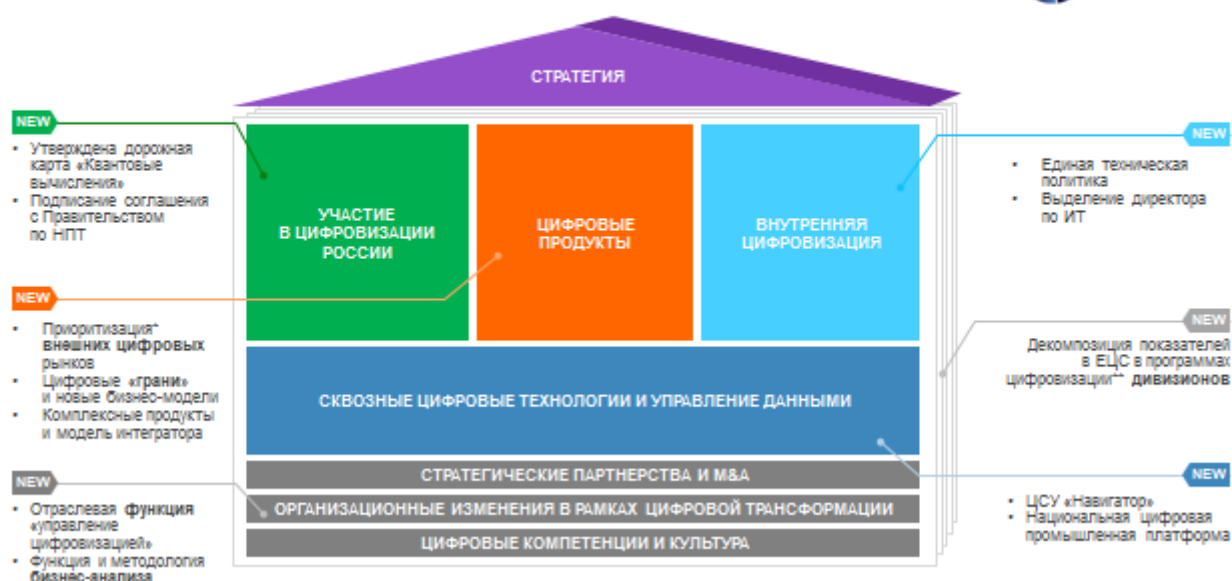 СТРАТЕГИЯ
NEW
• Утверждена дорожная
карта «Квантовые
вычисления»
• Подписание соглашения
с Правительством
по НПТ
NEW
• Приоритизация*
внешних цифровых
рынков
• Цифровые «грани»
и новые бизнес-модели
• Комплексные продукты
и модель интегратора
NEW
• Отраслевая функция
«управление
цифровизацией»
• Функция и методология
бизнес-анализа
УЧАСТИЕ
В ЦИФРОВИЗАЦИИ
РОССИИ
ЦИФРОВЫЕ
ПРОДУКТЫ
ВНУТРЕННЯЯ
ЦИФРОВИЗАЦИЯ
СКВОЗНЫЕ ЦИФРОВЫЕ ТЕХНОЛОГИИ И УПРАВЛЕНИЕ ДАННЫМИ
СТРАТЕГИЧЕСКИЕ ПАРТНЕРСТВА И M&A
ОРГАНИЗАЦИОННЫЕ ИЗМЕНЕНИЯ В РАМКАХ ЦИФРОВОЙ ТРАНСФОРМАЦИИ
ЦИФРОВЫЕ КОМПЕТЕНЦИИ И КУЛЬТУРА
NEW
• Единая техническая
политика
• Выделение директора
по ИТ
NEW
Декомпозиция показателей
в ЕЦС в программах
цифровизации** дивизионов
NEW
• ЦСУ «Навигатор»
• Национальная цифровая
промышленная платформа